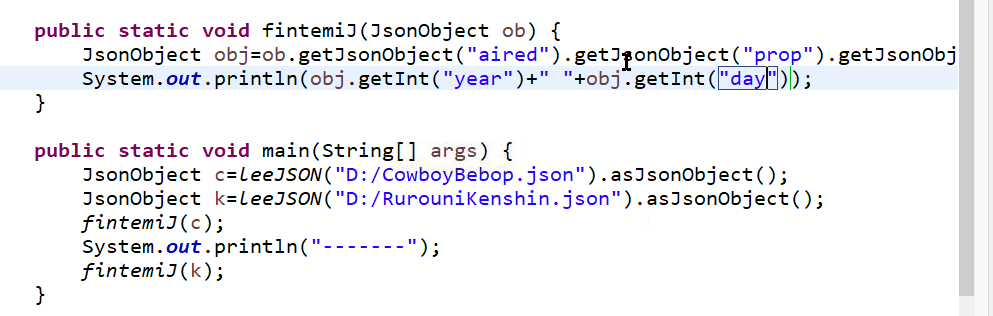 public static void fintemiJ(JsonObject ob) {
JsonObject obj=ob.getJsonObject("aired").getJsonObject("prop").getJsonObj
System.out.println(obj.getInt("year")+" "+obj.getInt("day"));
}
public static void main(String[] args) {
JsonObject c=LeeJSON("D:/CowboyBebop.json").asJsonObject();
JsonObject k=LeeJSON("D:/RurouniKenshin.json").asJsonObject();
fintemiJ(c);
System.out.println("-------");
fintemiJ(k);
}